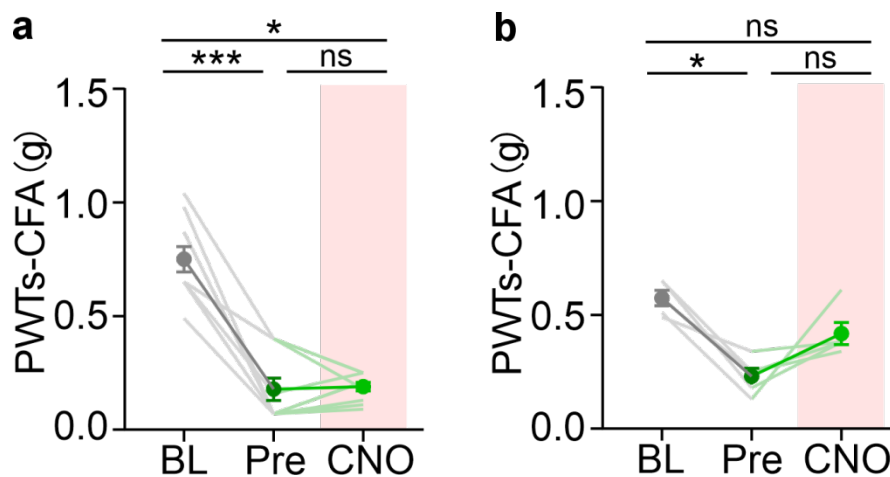 a
*
*** ns
1.5
1.0
0.5
0.0
PWTs-CFA (g)
BL Pre CNO
b
ns
* ns
1.5
1.0
0.5
0.0
PWTs-CFA (g)
BL Pre CNO